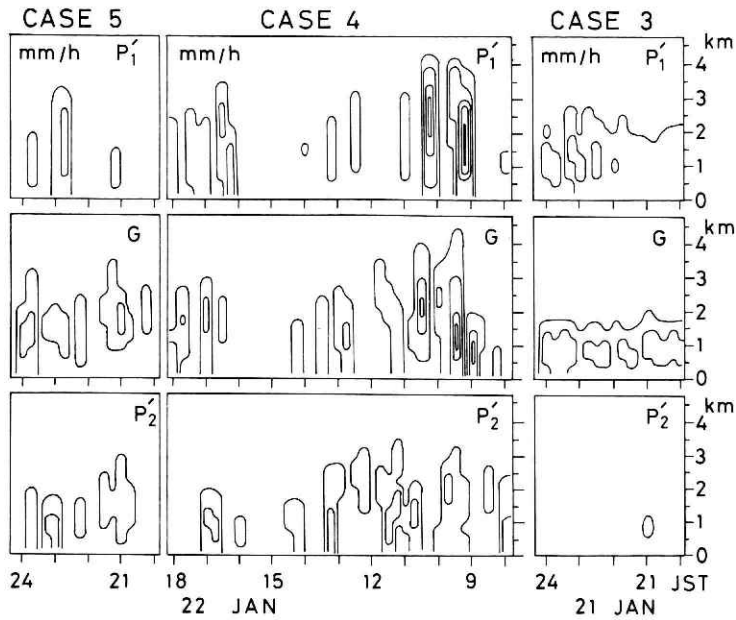 CASE 5 CASE 4 CASE 3
mm/h P₁′ mm/h P₁′ mm/h P₁′ km
4
3
2
1
0
G G G km
4
3
2
1
0
P₂′ P₂′ P₂′ km
4
3
2
1
0
24 21 18 15 12 9 24 21 JST
22 JAN 21 JAN